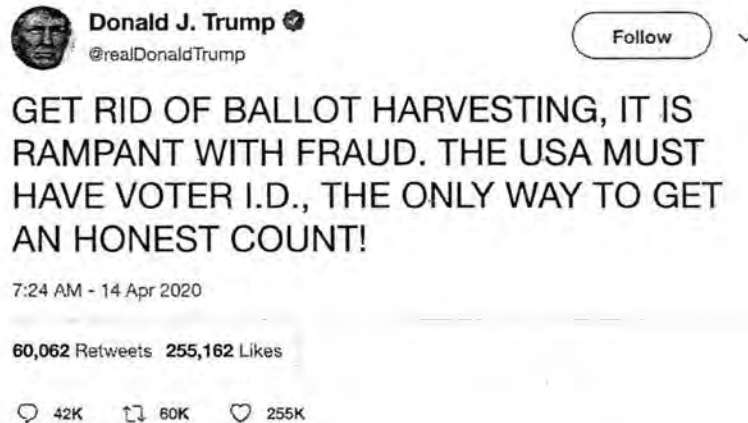 Donald J. Trump
@realDonaldTrump
Follow
GET RID OF BALLOT HARVESTING, IT IS
RAMPANT WITH FRAUD. THE USA MUST
HAVE VOTER I.D., THE ONLY WAY TO GET
AN HONEST COUNT!
7:24 AM - 14 Apr 2020
60,062 Retweets 255,162 Likes
42K 60K 255K